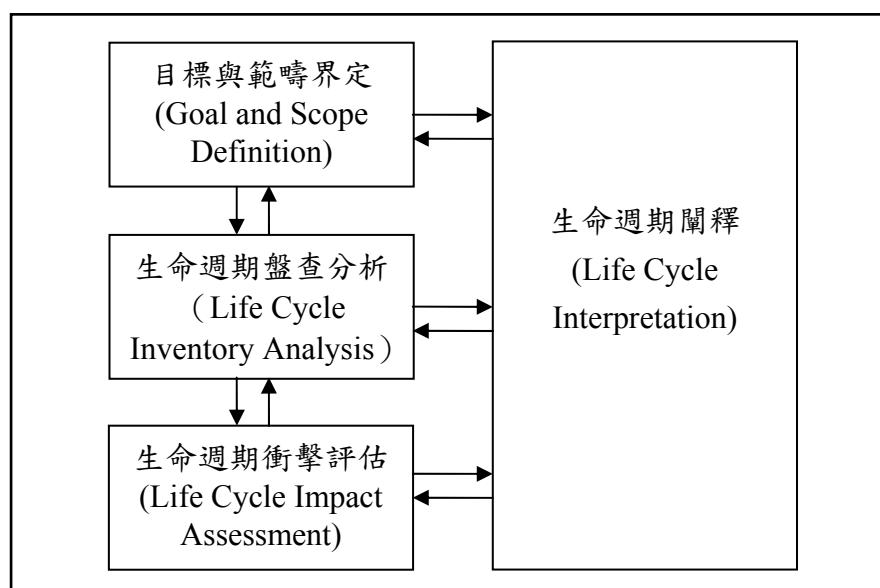 目標與範疇界定
(Goal and Scope
Definition)
生命週期盤查分析
（Life Cycle
Inventory Analysis）
生命週期衝擊評估
(Life Cycle Impact
Assessment)
生命週期闡釋
(Life Cycle
Interpretation)